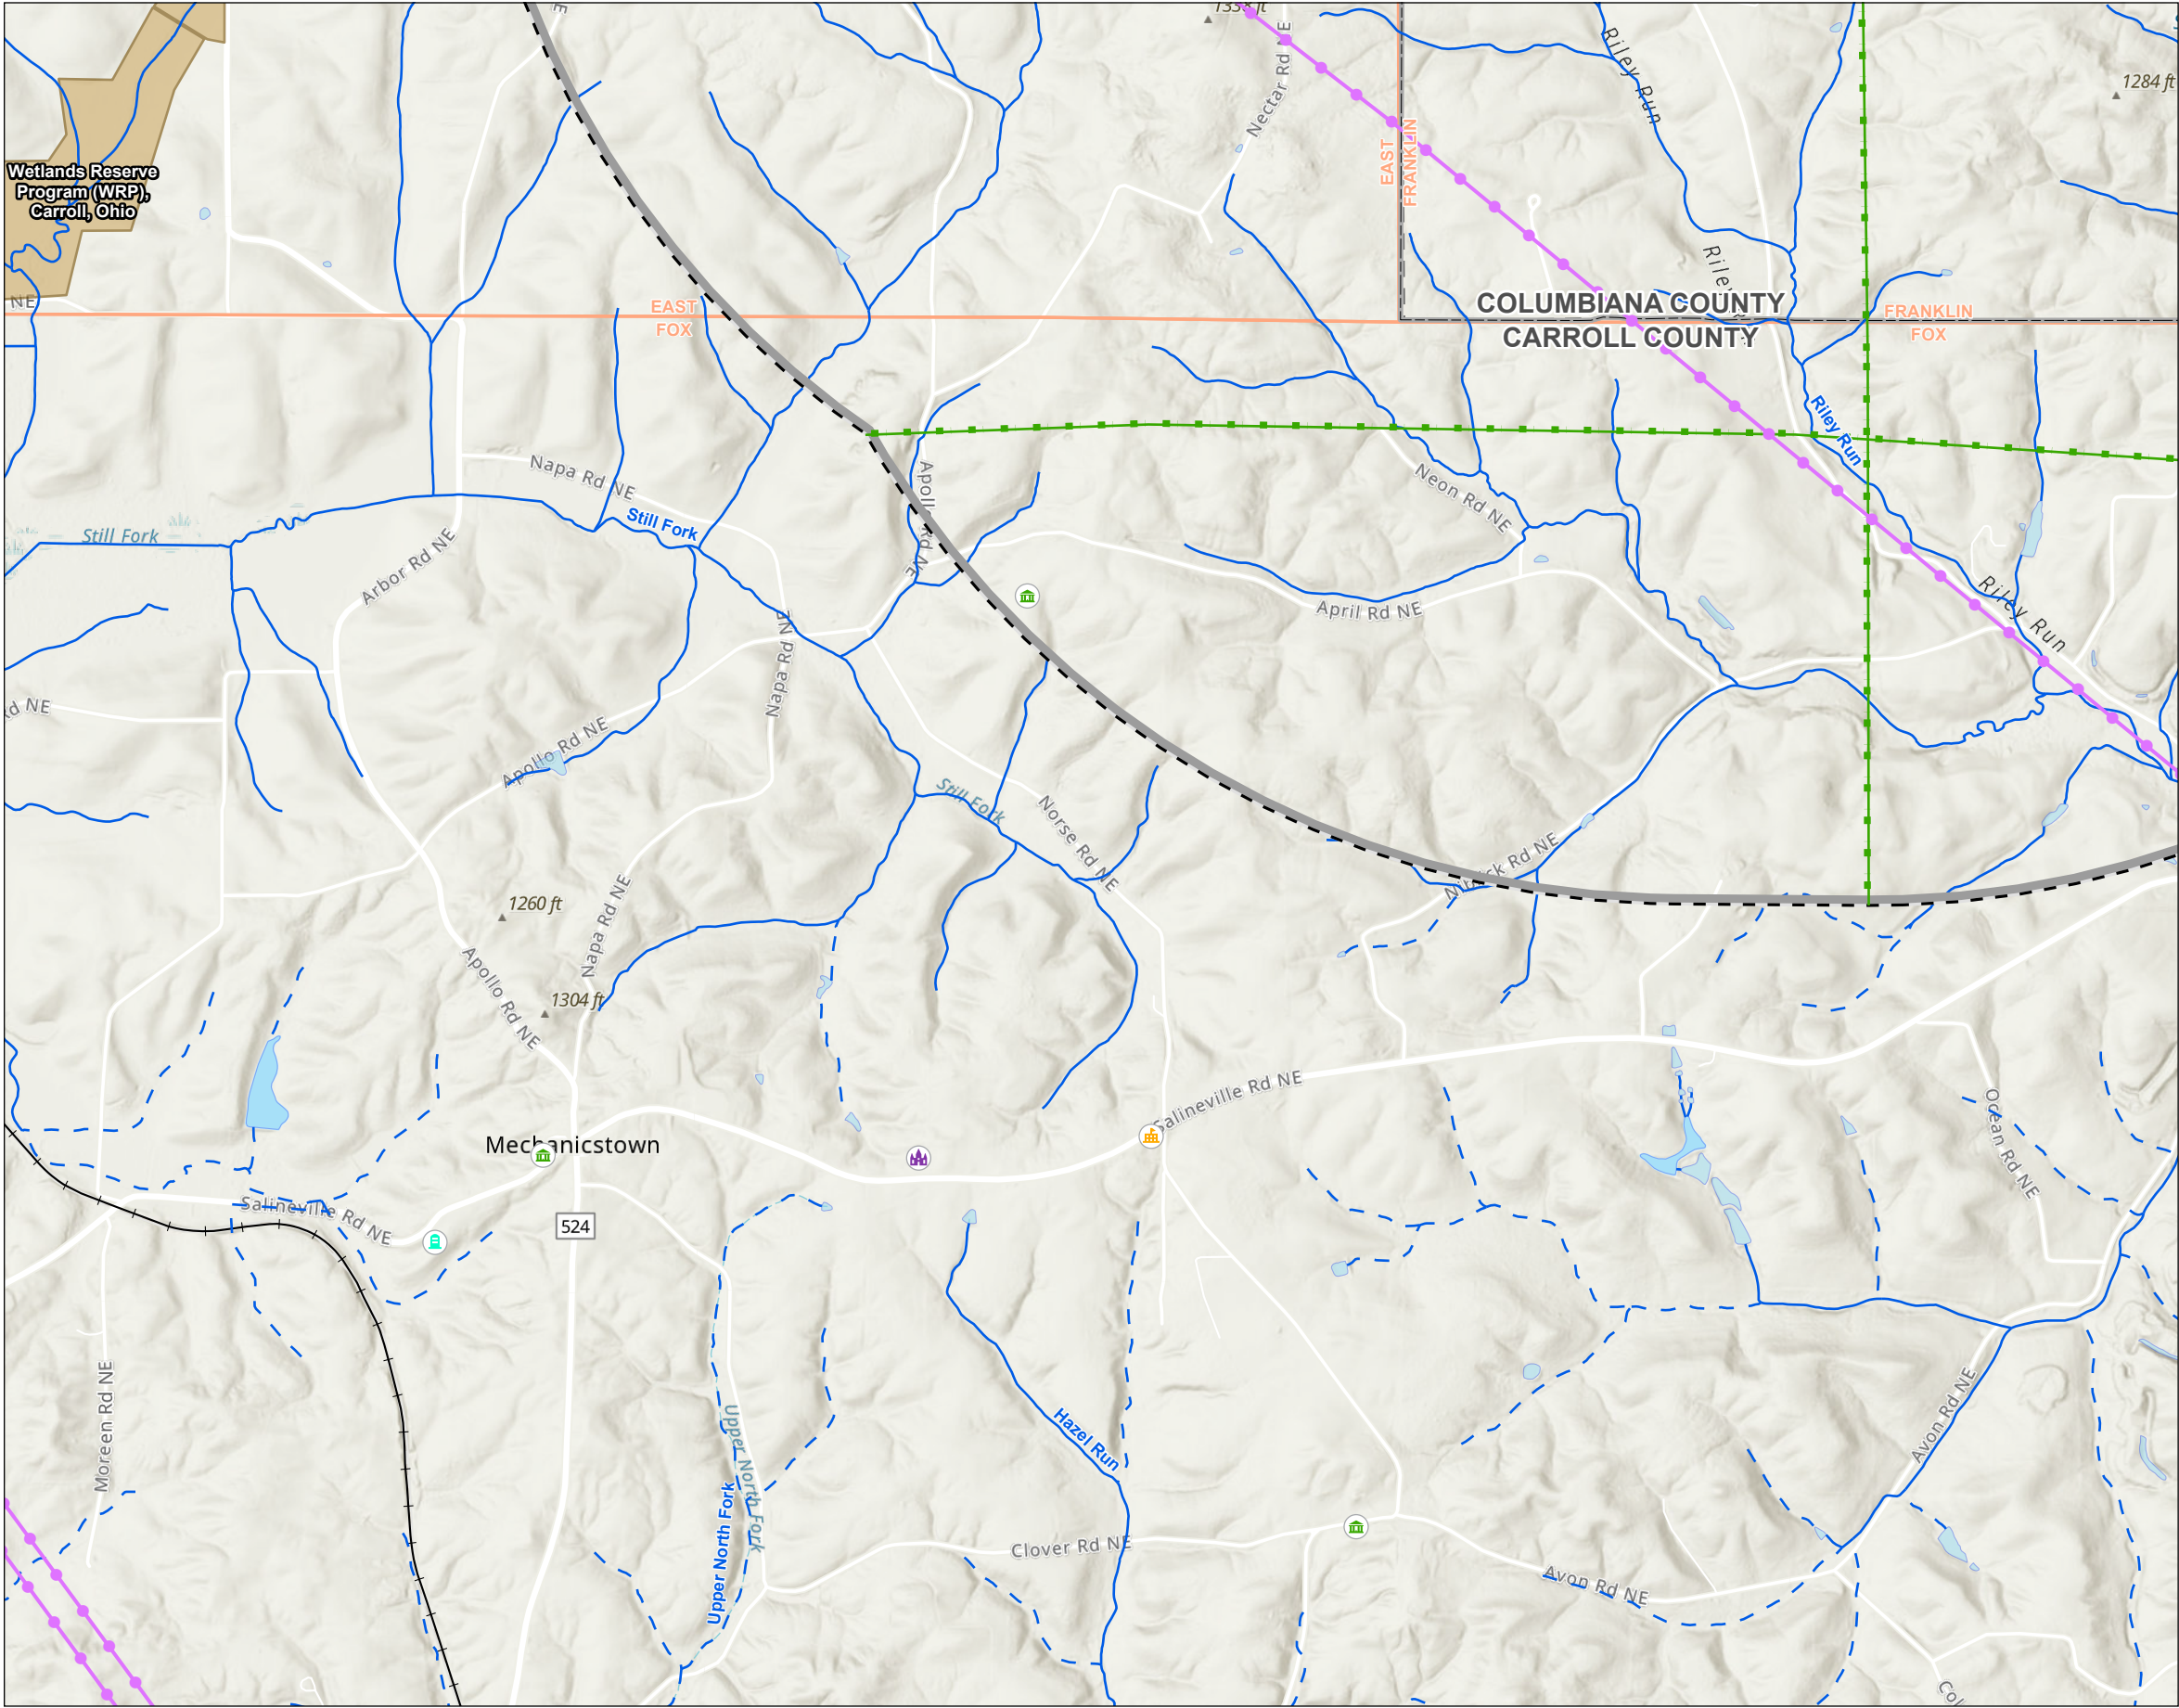 1338 ft
Riley Run
Nectar Rd NE
1284 ft
EAST
FRANKLIN
Wetlands Reserve
Program (WRP),
Carroll, Ohio
NE
EAST
FOX
COLUMBIANA COUNTY
CARROLL COUNTY
FRANKLIN
FOX
Riley Run
Napa Rd NE
Apollo Rd NE
Neon Rd NE
Still Fork
Still Fork
Arbor Rd NE
April Rd NE
Riley Run
Napa Rd NE
Rd NE
Apollo Rd NE
Still Fork
Norse Rd NE
Nitrick Rd NE
1260 ft
Napa Rd NE
Apollo Rd NE
1304 ft
Salineville Rd NE
Ocean Rd NE
Mechanicstown
Salineville Rd NE
524
Moreen Rd NE
Avon Rd NE
Upper North Fork
Hazel Run
Upper North Fork
Clover Rd NE
Avon Rd NE
Col